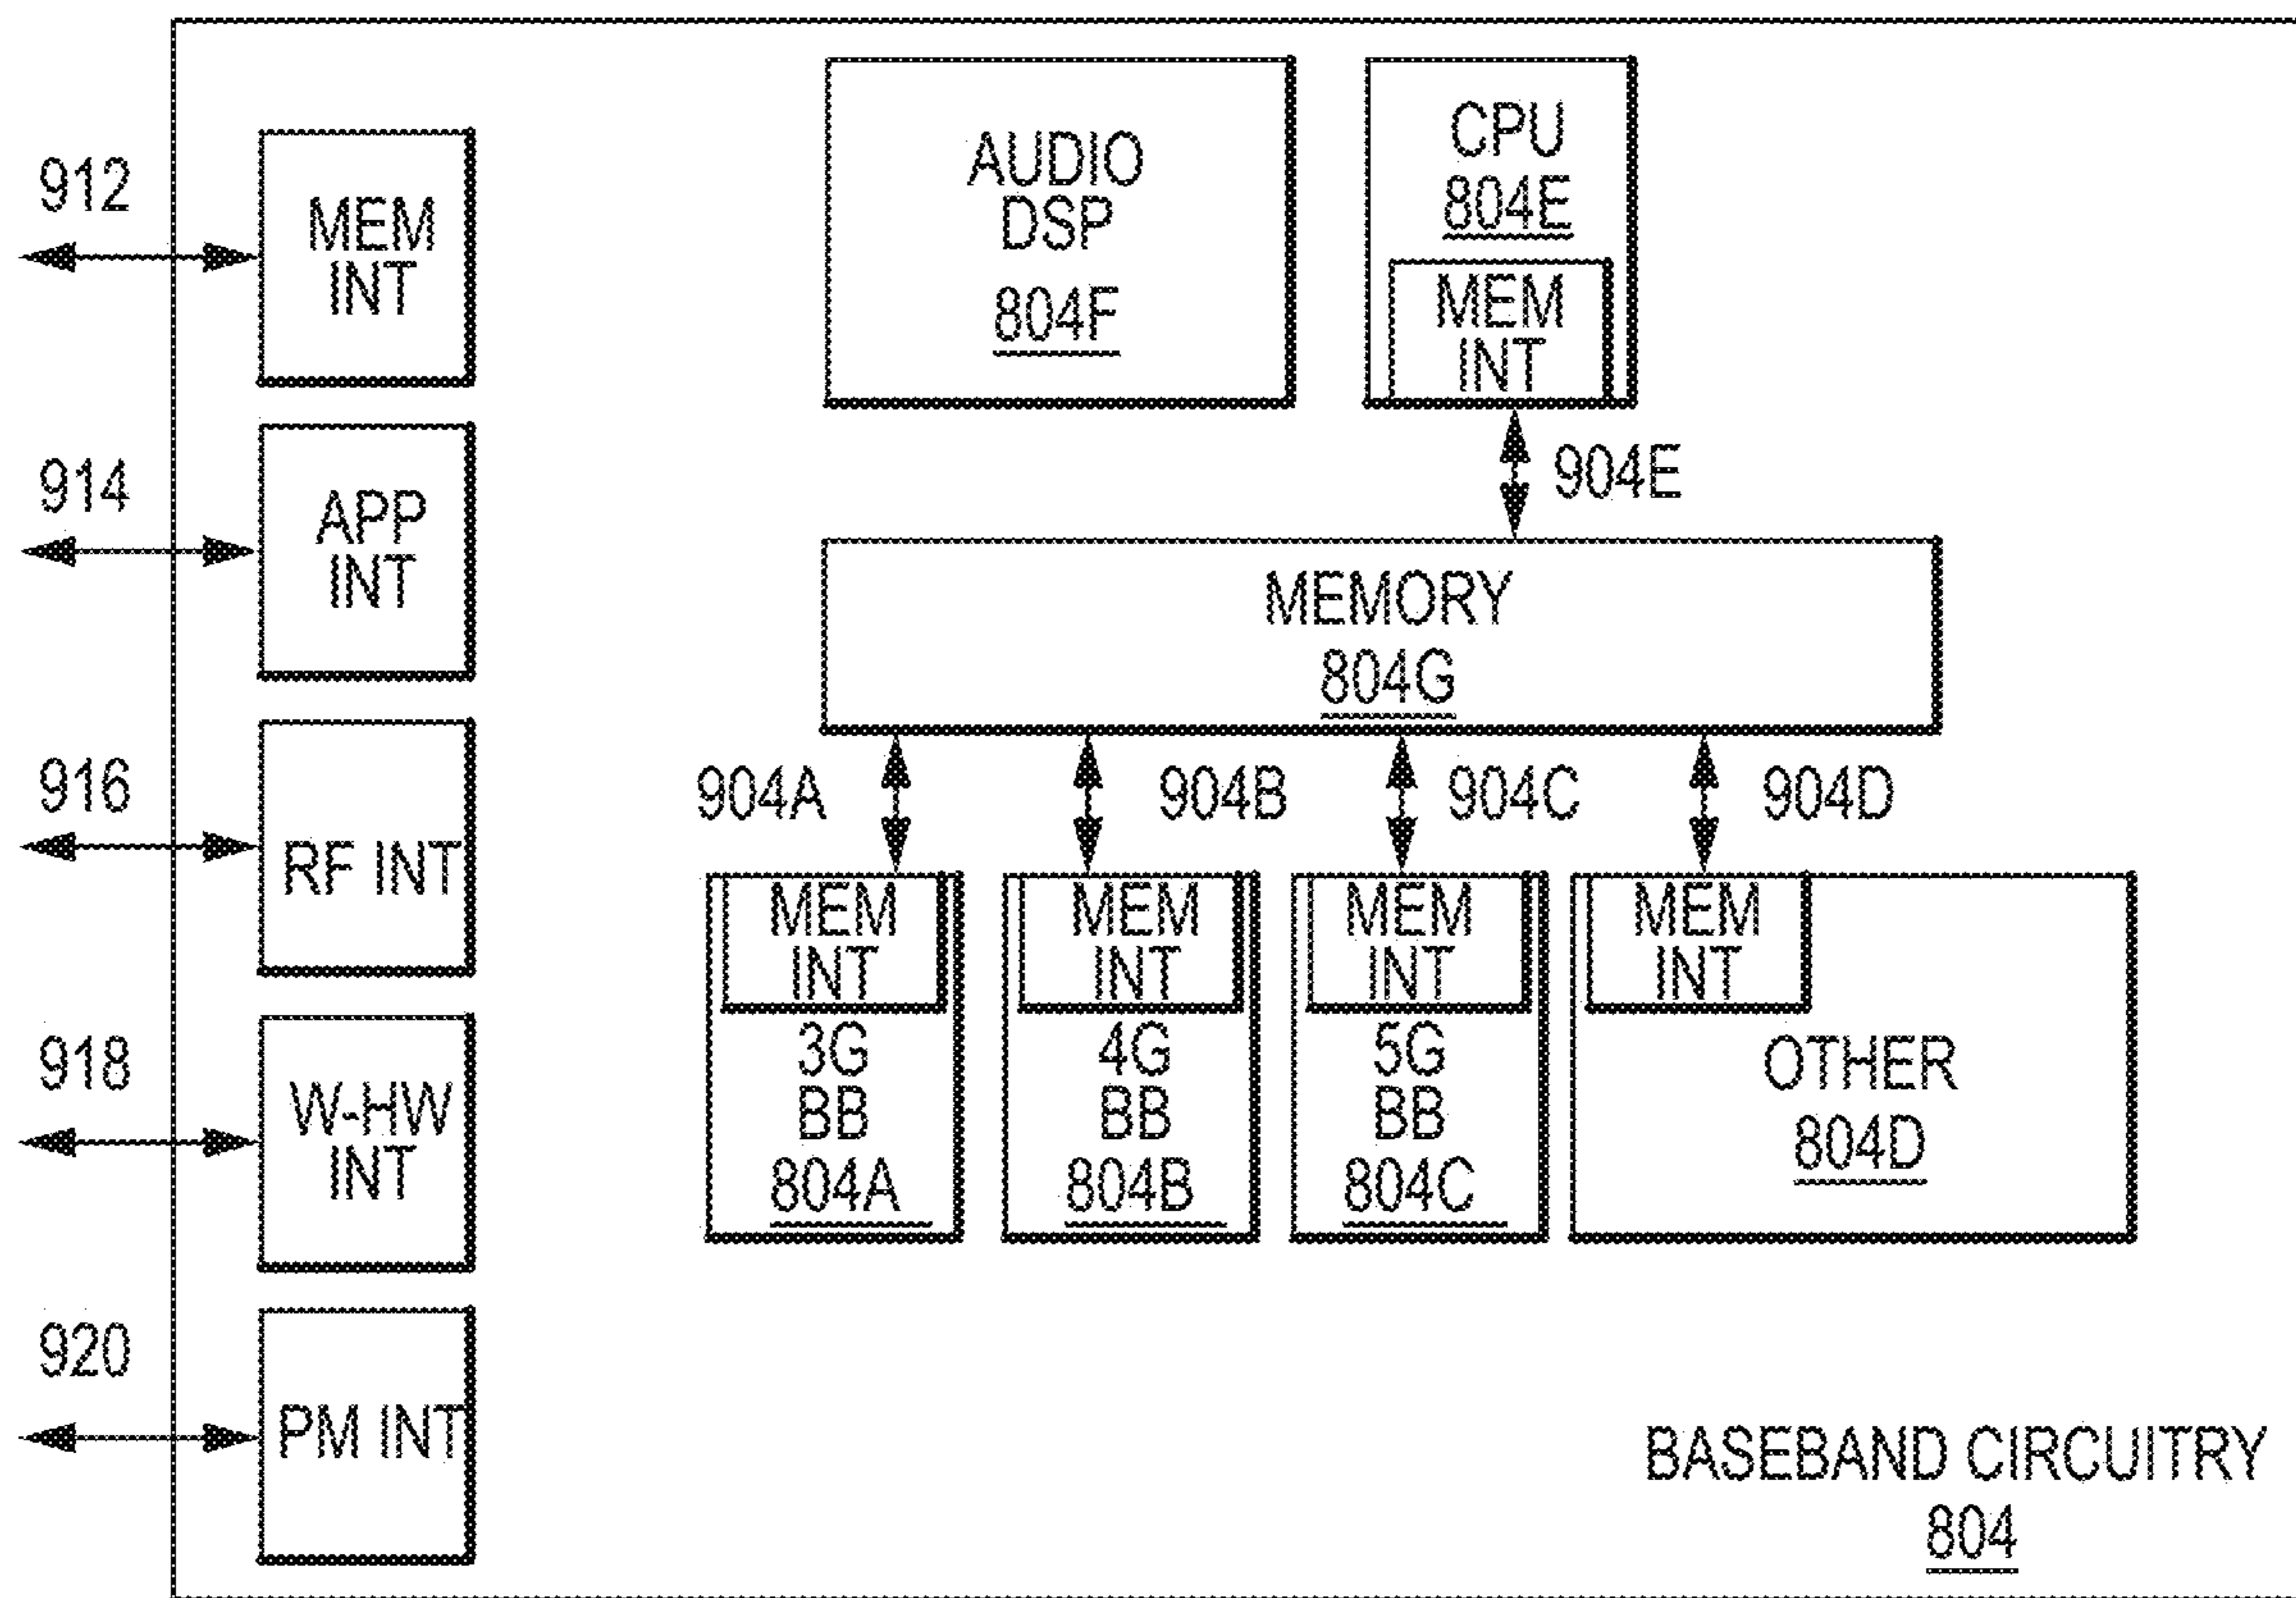 912
MEM
INT
914
APP
INT
916
RF INT
918
W-HW
INT
920
PM INT
AUDIO
DSP
804F
CPU
804E
MEM
INT
904E
MEMORY
804G
904A
904B
904C
904D
MEM
INT
3G
BB
804A
MEM
INT
4G
BB
804B
MEM
INT
5G
BB
804C
MEM
INT
OTHER
804D
BASEBAND CIRCUITRY
804